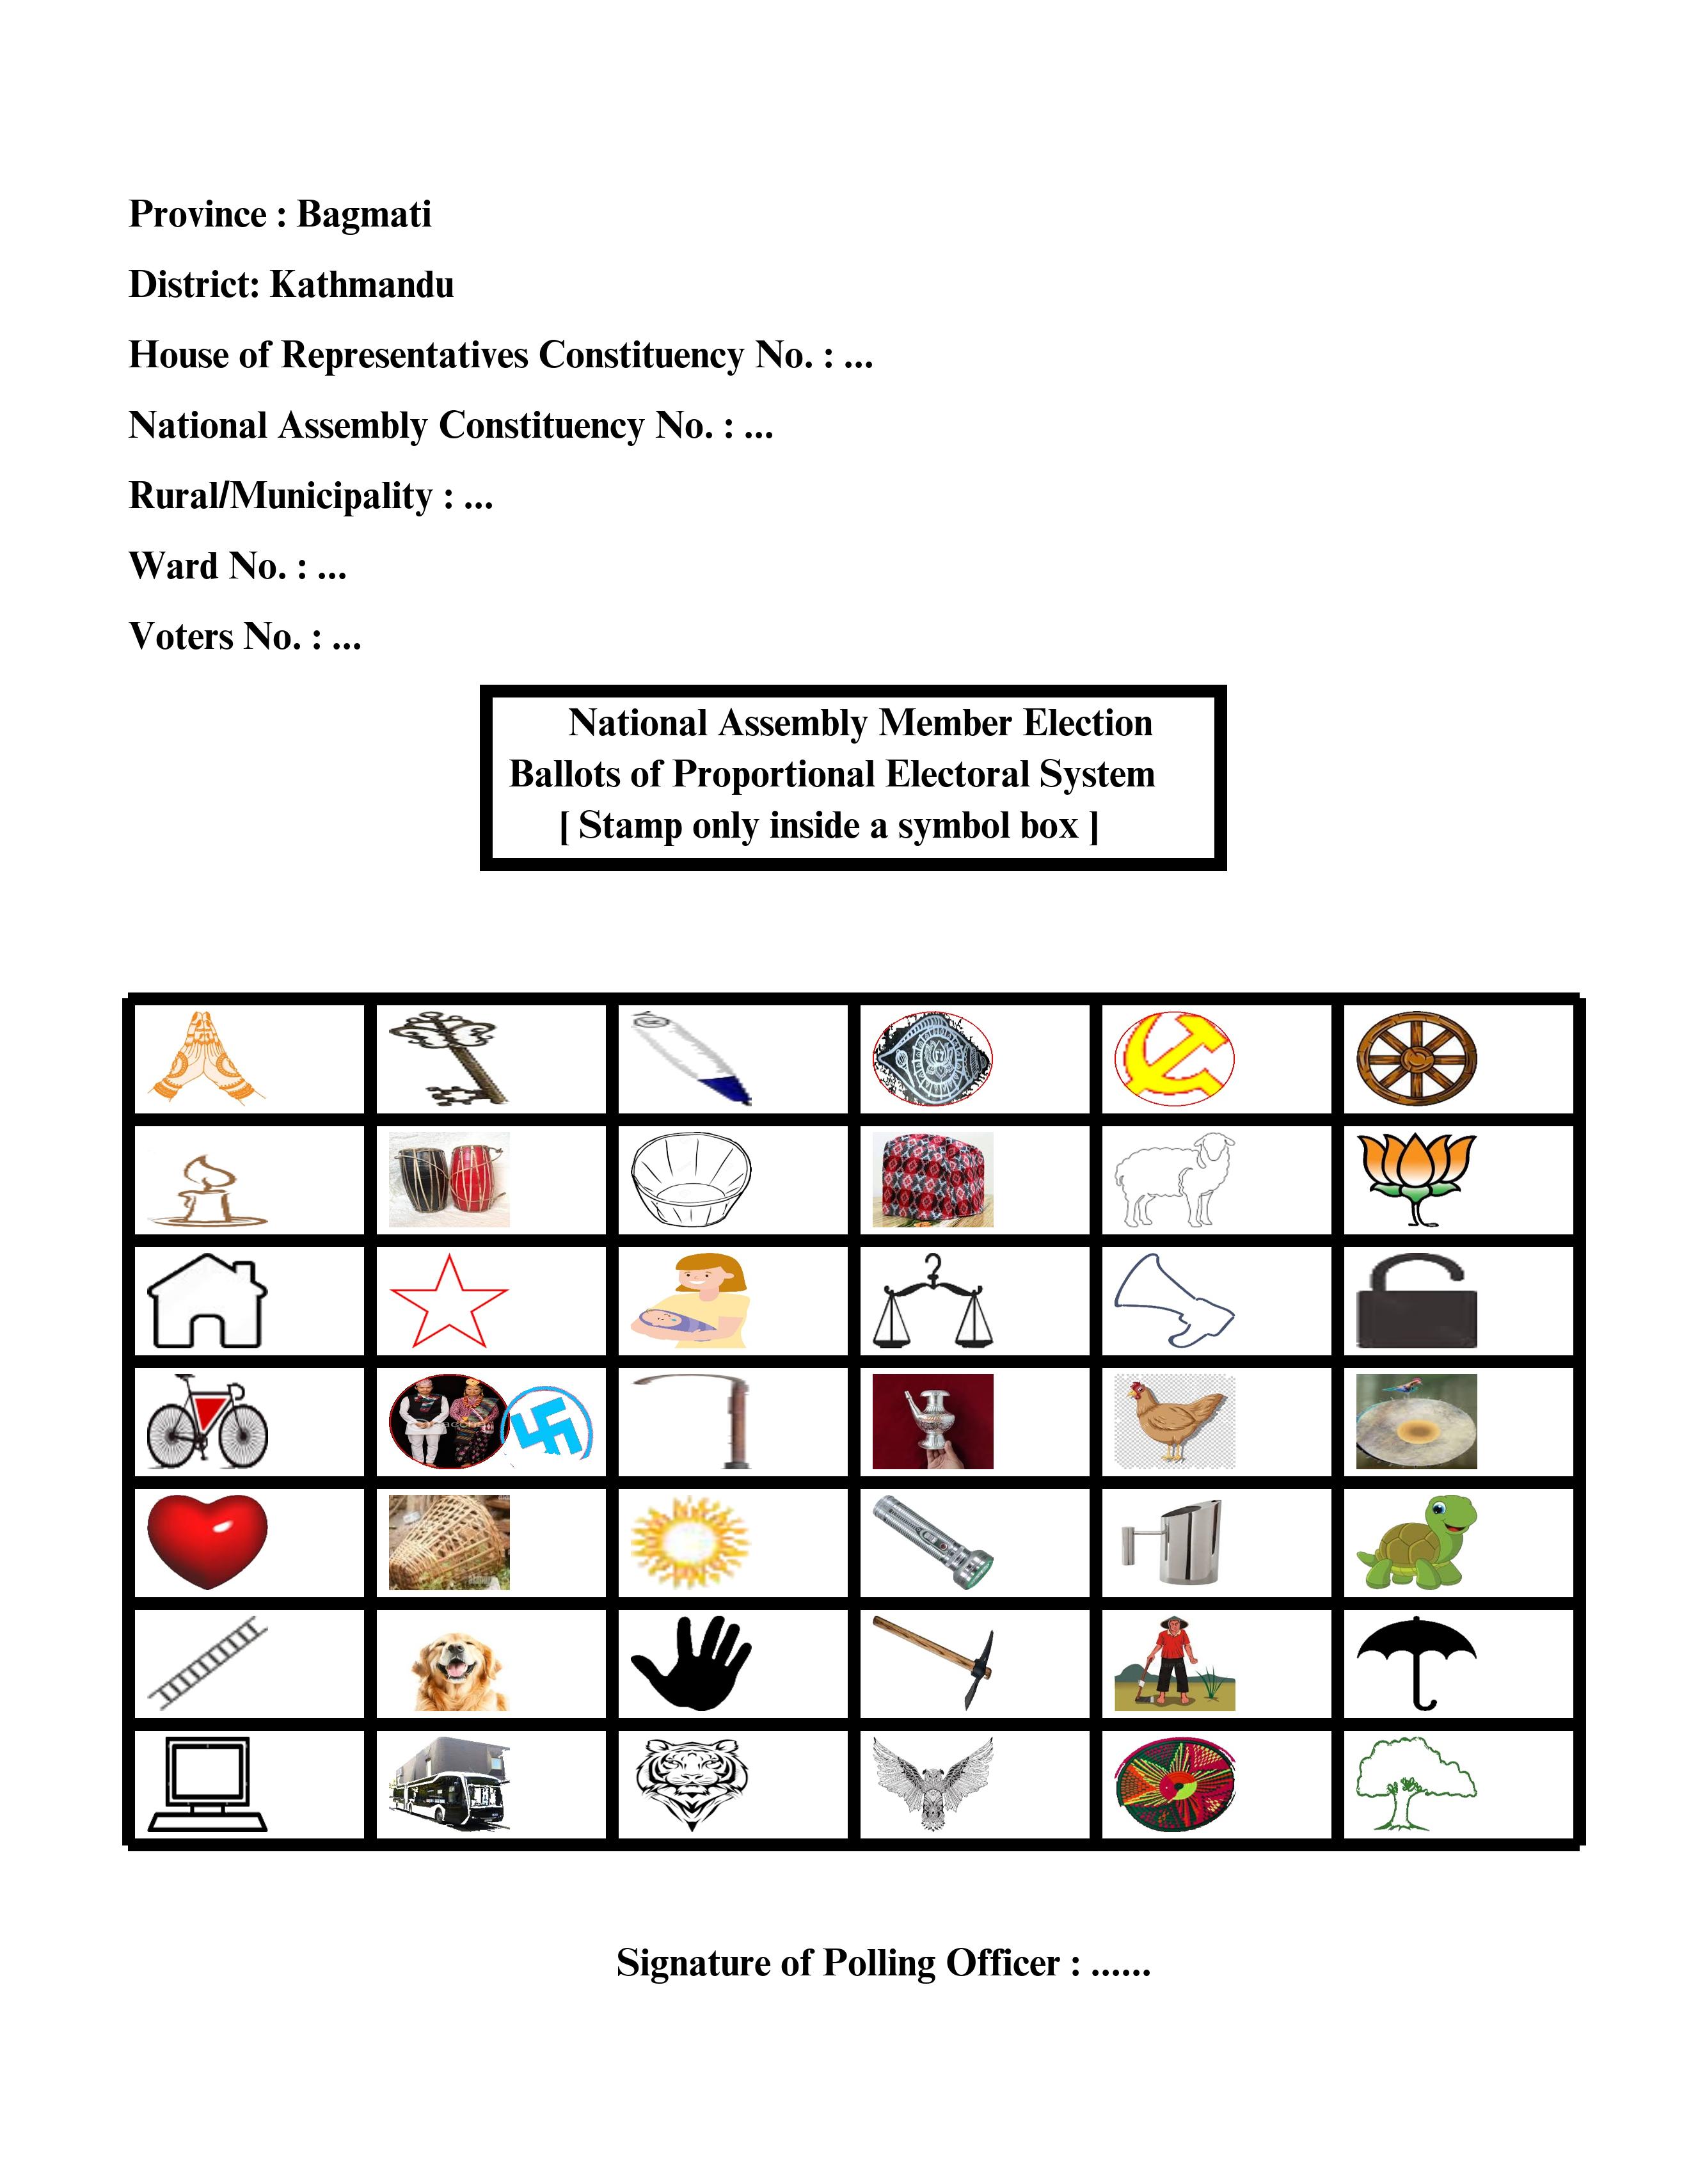 Province : Bagmati
District: Kathmandu
House of Representatives Constituency No. : ...
National Assembly Constituency No. : ...
Rural/Municipality : ...
Ward No. : ...
Voters No. : ...
National Assembly Member Election
Ballots of Proportional Electoral System
[ Stamp only inside a symbol box ]
Signature of Polling Officer : ......